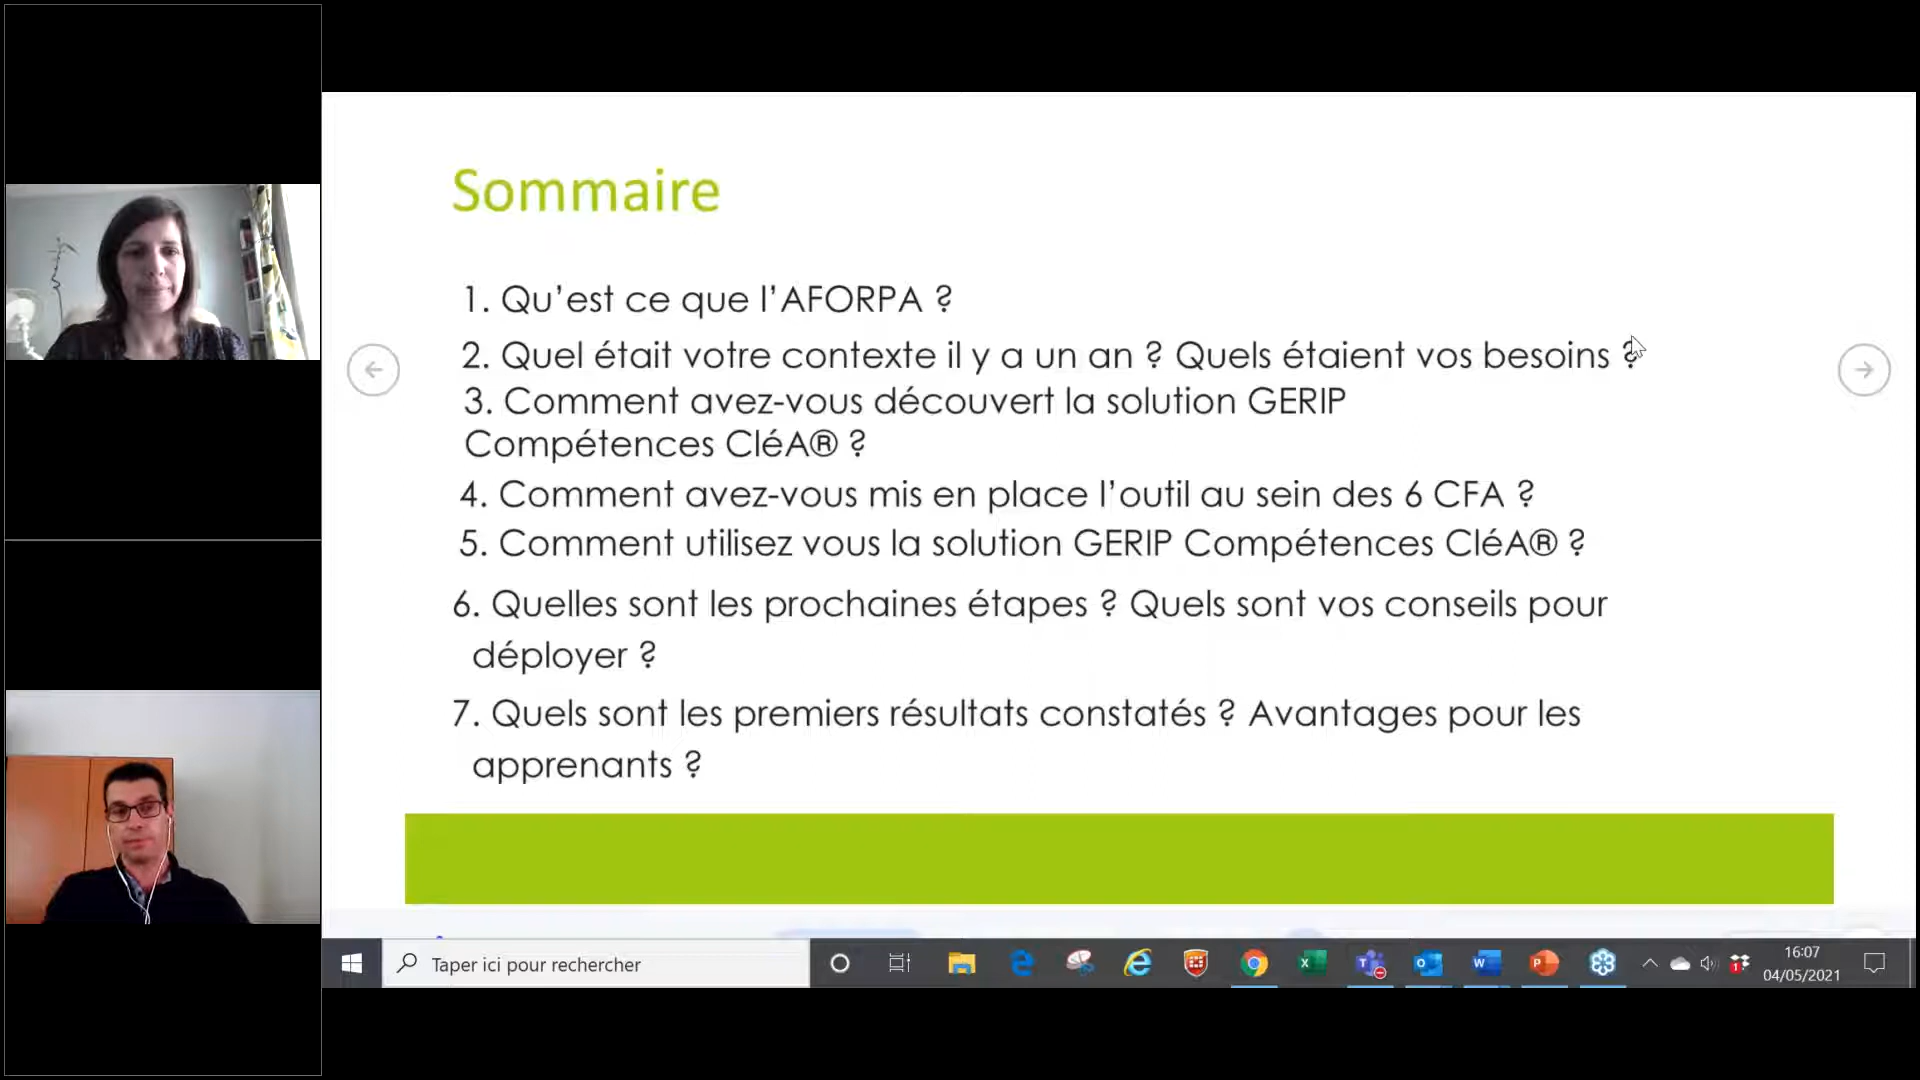 Sommaire
1. Qu’est ce que l’AFORPA ?
2. Quel était votre contexte il y a un an ? Quels étaient vos besoins ?
3. Comment avez-vous découvert la solution GERIP
Compétences CléA® ?
4. Comment avez-vous mis en place l’outil au sein des 6 CFA ?
5. Comment utilisez vous la solution GERIP Compétences CléA® ?
6. Quelles sont les prochaines étapes ? Quels sont vos conseils pour
déployer ?
7. Quels sont les premiers résultats constatés ? Avantages pour les
apprenants ?
Taper ici pour rechercher
16:07
04/05/2021